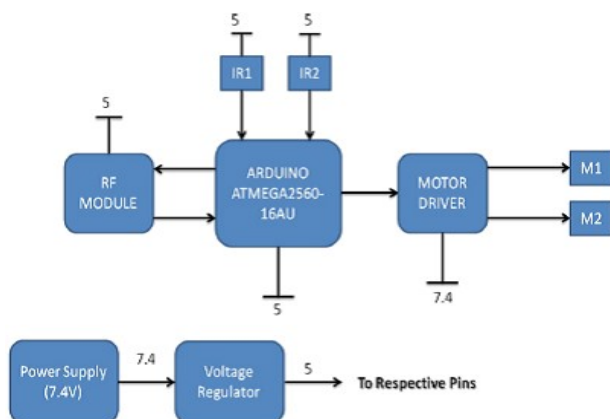 5
5
IR1
IR2
5
RF
MODULE
ARDUINO
ATMEGA2560-
16AU
MOTOR
DRIVER
M1
M2
5
7.4
Power Supply
(7.4V)
7.4
Voltage
Regulator
5
To Respective Pins